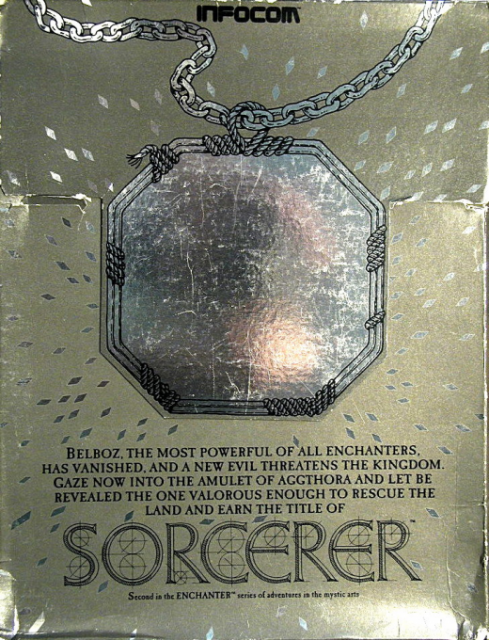 INFOCOM™
BELBOZ, THE MOST POWERFUL OF ALL ENCHANTERS,
HAS VANISHED, AND A NEW EVIL THREATENS THE KINGDOM.
GAZE NOW INTO THE AMULET OF AGGTHORA AND LET BE
REVEALED THE ONE VALOROUS ENOUGH TO RESCUE THE
LAND AND EARN THE TITLE OF
SORCERER™
Second in the ENCHANTER™ series of adventures in the mystic arts